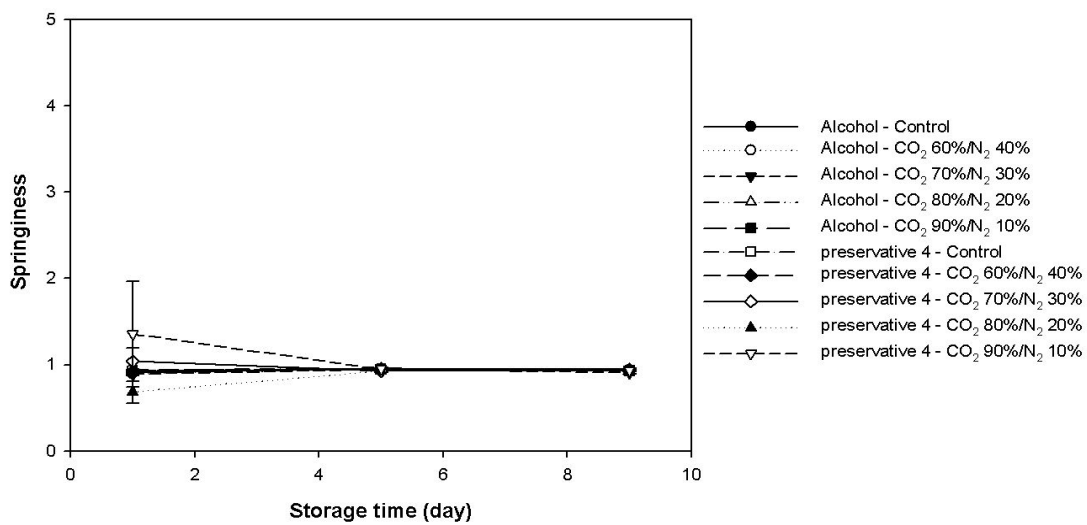 5
4
3
2
1
0
Springiness
0 2 4 6 8 10
Storage time (day)
Alcohol - Control
Alcohol - CO₂ 60%/N₂ 40%
Alcohol - CO₂ 70%/N₂ 30%
Alcohol - CO₂ 80%/N₂ 20%
Alcohol - CO₂ 90%/N₂ 10%
preservative 4 - Control
preservative 4 - CO₂ 60%/N₂ 40%
preservative 4 - CO₂ 70%/N₂ 30%
preservative 4 - CO₂ 80%/N₂ 20%
preservative 4 - CO₂ 90%/N₂ 10%